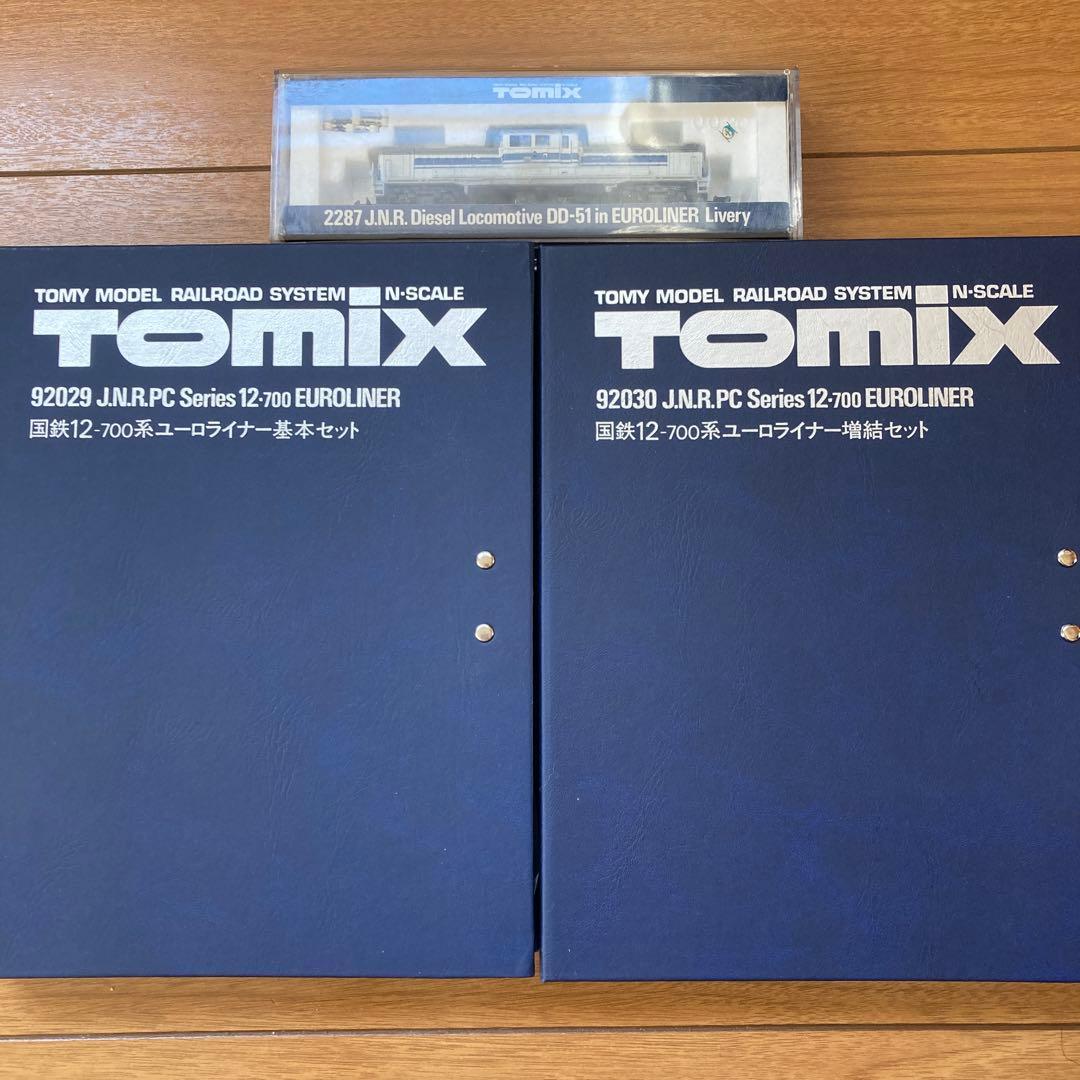 TOMIX
2287 J.N.R. Diesel Locomotive DD-51 in EUROLINER Livery
TOMY MODEL RAILROAD SYSTEM N·SCALE
TOMIX
92029 J.N.R.PC Series 12-700 EUROLINER
国鉄12-700系ユーロライナー基本セット
TOMY MODEL RAILROAD SYSTEM N·SCALE
TOMIX
92030 J.N.R.PC Series 12-700 EUROLINER
国鉄12-700系ユーロライナー増結セット